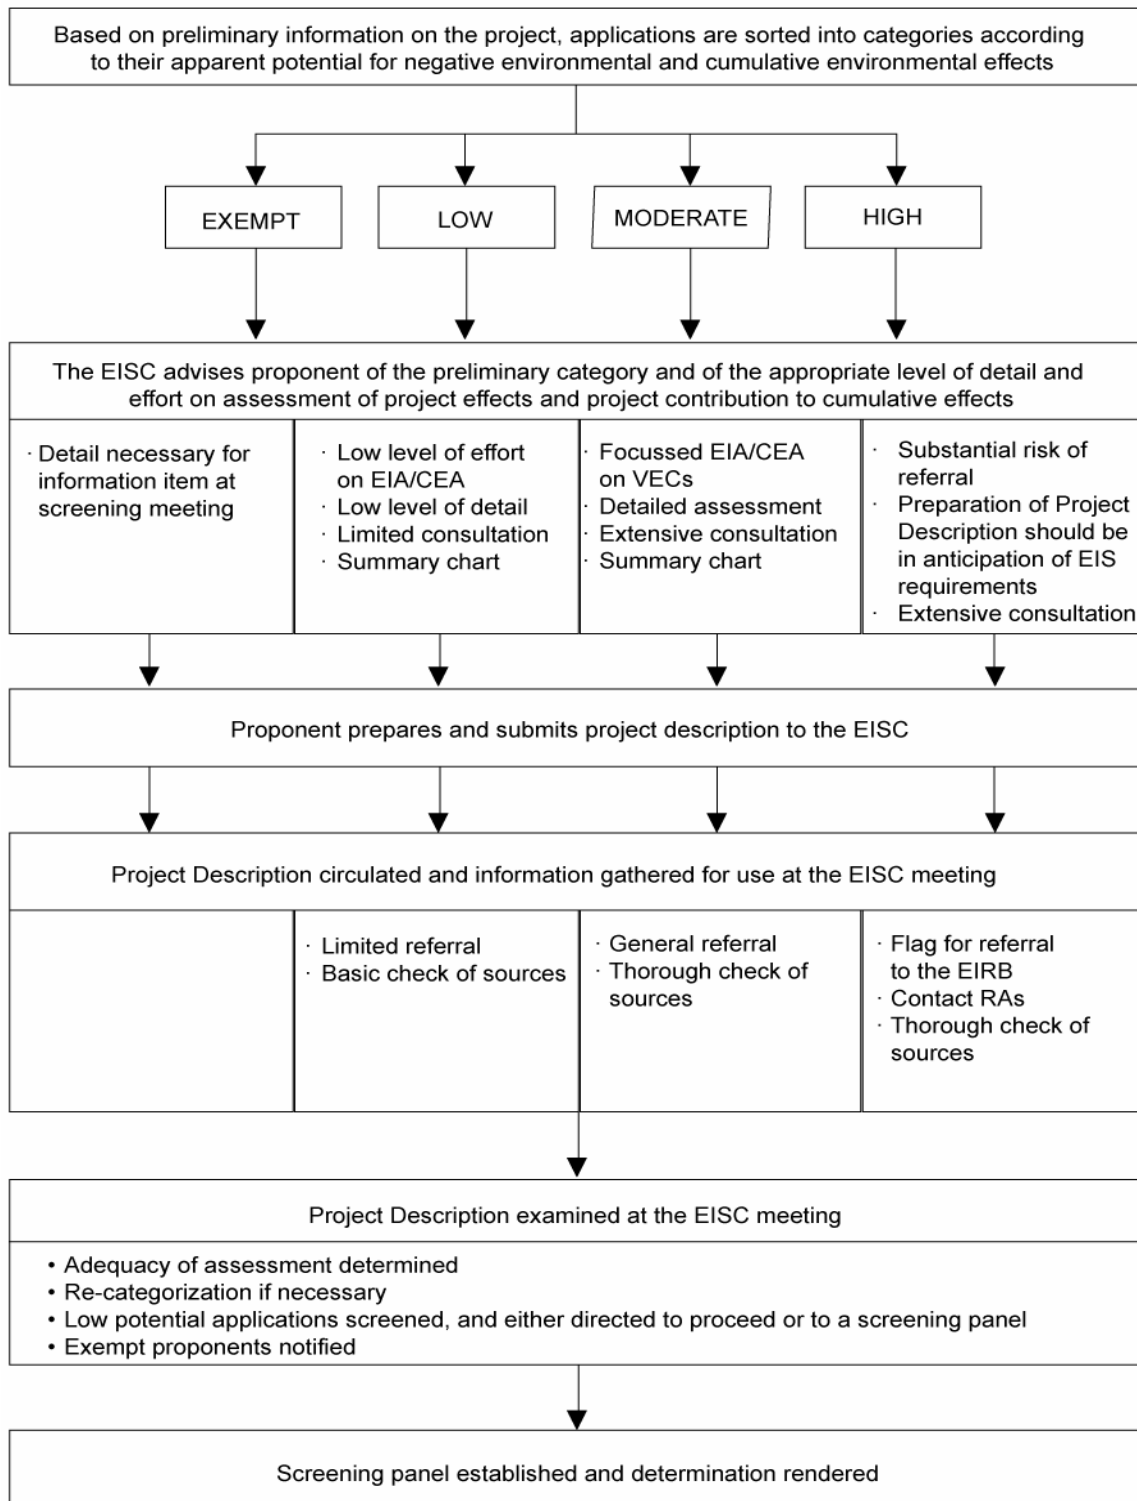 Based on preliminary information on the project, applications are sorted into categories according
to their apparent potential for negative environmental and cumulative environmental effects
EXEMPT
LOW
MODERATE
HIGH
The EISC advises proponent of the preliminary category and of the appropriate level of detail and
effort on assessment of project effects and project contribution to cumulative effects
· Detail necessary for
information item at
screening meeting
· Low level of effort
on EIA/CEA
· Low level of detail
· Limited consultation
· Summary chart
· Focussed EIA/CEA
on VECs
· Detailed assessment
· Extensive consultation
· Summary chart
· Substantial risk of
referral
· Preparation of Project
Description should be
in anticipation of EIS
requirements
· Extensive consultation
Proponent prepares and submits project description to the EISC
Project Description circulated and information gathered for use at the EISC meeting
· Limited referral
· Basic check of sources
· General referral
· Thorough check of
sources
· Flag for referral
to the EIRB
· Contact RAs
· Thorough check of
sources
Project Description examined at the EISC meeting
• Adequacy of assessment determined
• Re-categorization if necessary
• Low potential applications screened, and either directed to proceed or to a screening panel
• Exempt proponents notified
Screening panel established and determination rendered